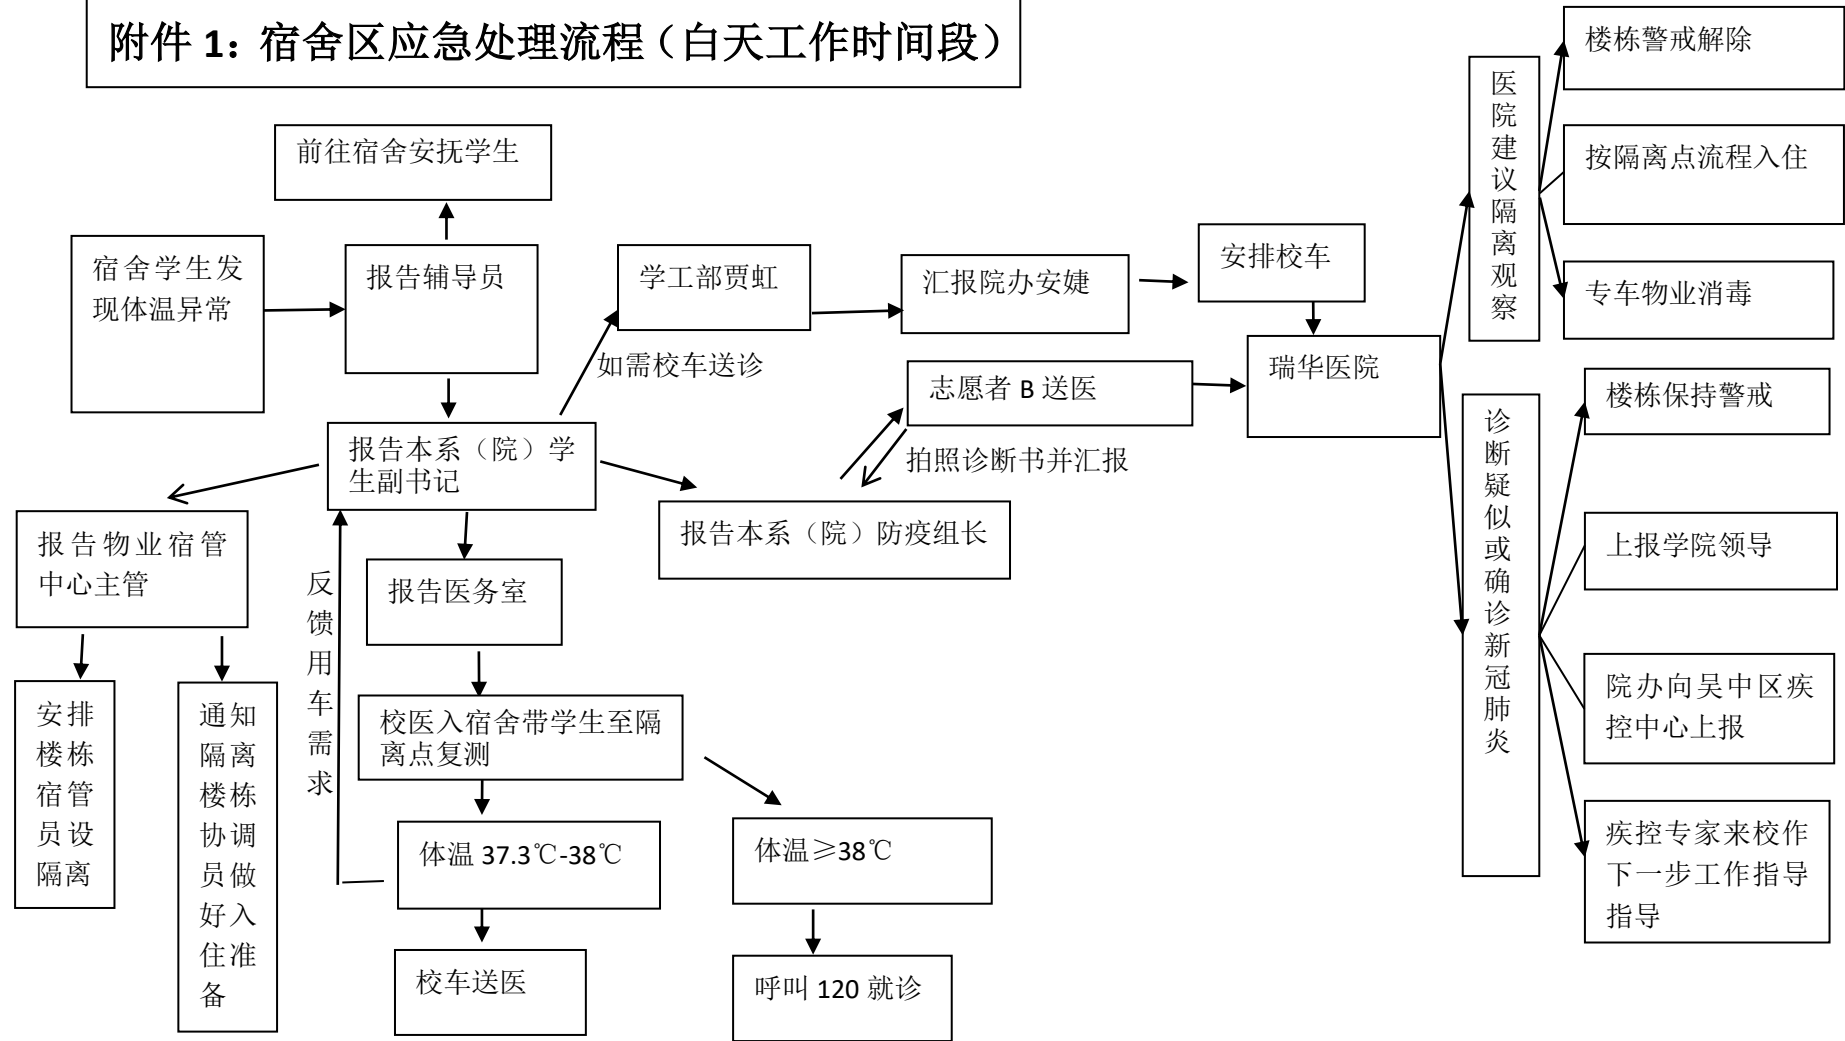 附件 1：宿舍区应急处理流程（白天工作时间段）
前往宿舍安抚学生
宿舍学生发
现体温异常
报告辅导员
学工部贾虹
汇报院办安婕
安排校车
如需校车送诊
志愿者 B 送医
瑞华医院
拍照诊断书并汇报
报告本系（院）学
生副书记
报告本系（院）防疫组长
报告物业宿管
中心主管
报告医务室
反馈用车需求
安排
楼栋
宿管
员设
隔离
通知
隔离
楼栋
协调
员做
好入
住准
备
校医入宿舍带学生至隔
离点复测
体温 37.3℃-38℃
体温≥38℃
校车送医
呼叫 120 就诊
医院建议隔离观察
楼栋警戒解除
按隔离点流程入住
专车物业消毒
诊断疑似或确诊新冠肺炎
楼栋保持警戒
上报学院领导
院办向吴中区疾
控中心上报
疾控专家来校作
下一步工作指导
指导